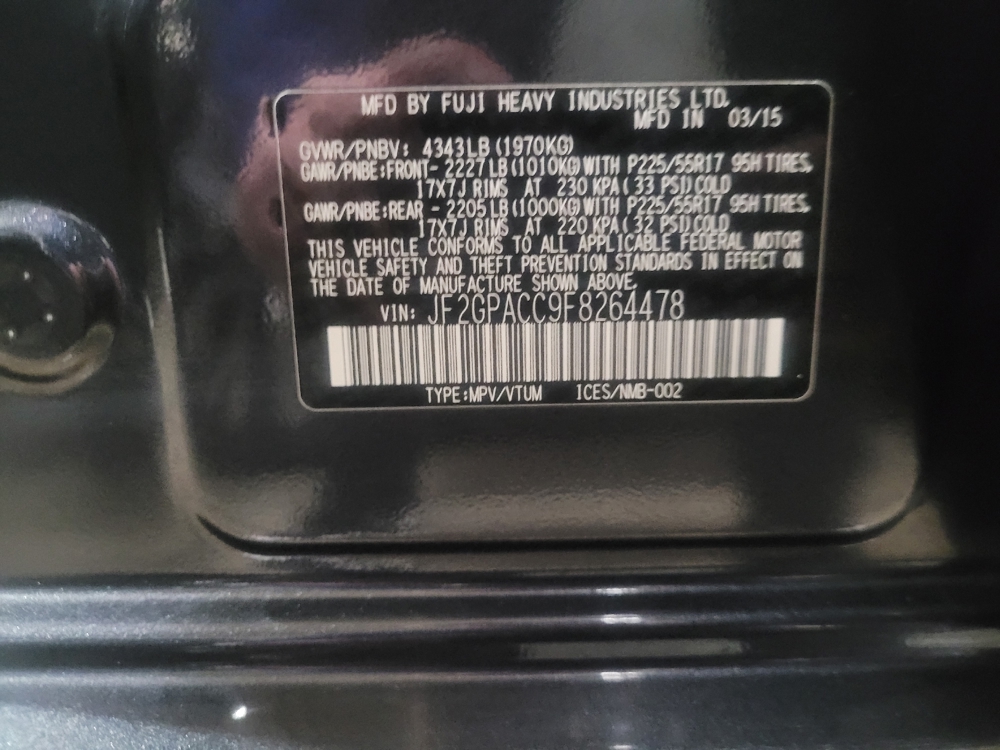 MFD BY FUJI HEAVY INDUSTRIES LTD.
MFD IN 03/15
GVWR/PNBV: 4343LB (1970KG)
GAWR/PNBE:FRONT- 2227LB (1010KG) WITH P225/55R17 95H TIRES,
17X7J RIMS AT 230 KPA (33 PSI) COLD
GAWR/PNBE:REAR - 2205LB (1000KG) WITH P225/55R17 95H TIRES,
17X7J RIMS AT 220 KPA (32 PSI) COLD
THIS VEHICLE CONFORMS TO ALL APPLICABLE FEDERAL MOTOR
VEHICLE SAFETY AND THEFT PREVENTION STANDARDS IN EFFECT ON
THE DATE OF MANUFACTURE SHOWN ABOVE.
VIN: JF2GPACC9F8264478
TYPE:MPV/VTUM ICES/NMB-002